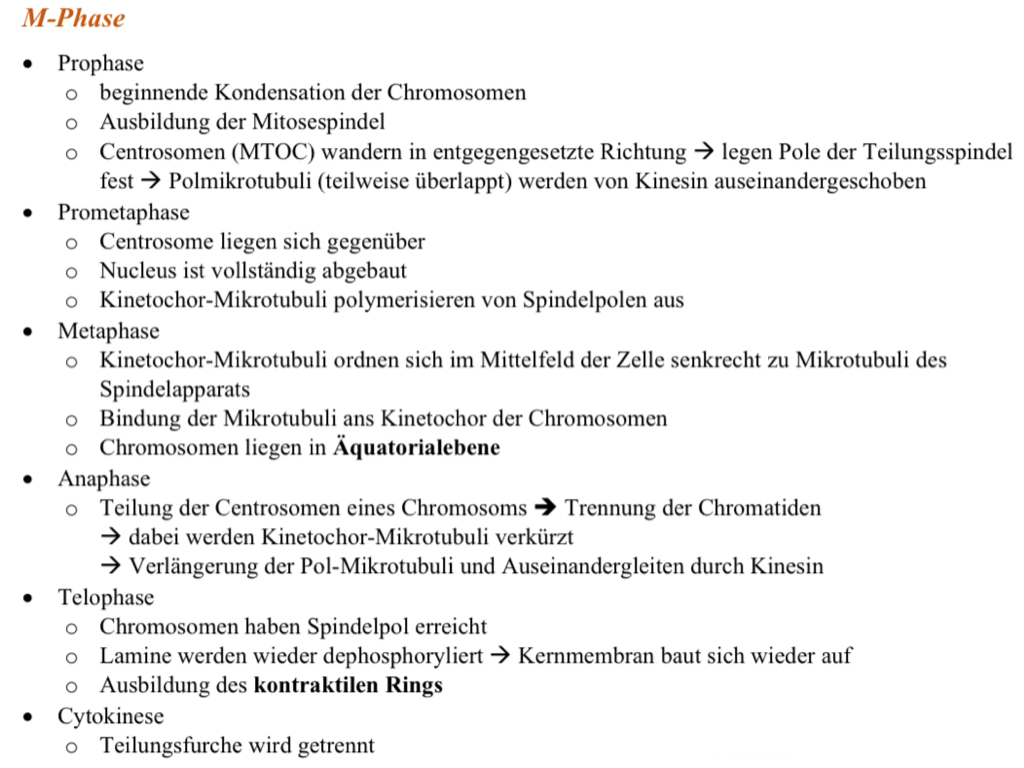 M-Phase
• Prophase
o beginnende Kondensation der Chromosomen
o Ausbildung der Mitosespindel
o Centrosomen (MTOC) wandern in entgegengesetzte Richtung → legen Pole der Teilungsspindel
fest → Polmikrotubuli (teilweise überlappt) werden von Kinesin auseinandergeschoben
• Prometaphase
o Centrosome liegen sich gegenüber
o Nucleus ist vollständig abgebaut
o Kinetochor-Mikrotubuli polymerisieren von Spindelpolen aus
• Metaphase
o Kinetochor-Mikrotubuli ordnen sich im Mittelfeld der Zelle senkrecht zu Mikrotubuli des
Spindelapparats
o Bindung der Mikrotubuli ans Kinetochor der Chromosomen
o Chromosomen liegen in Äquatorialebene
• Anaphase
o Teilung der Centrosomen eines Chromosoms → Trennung der Chromatiden
→ dabei werden Kinetochor-Mikrotubuli verkürzt
→ Verlängerung der Pol-Mikrotubuli und Auseinandergleiten durch Kinesin
• Telophase
o Chromosomen haben Spindelpol erreicht
o Lamine werden wieder dephosphoryliert → Kernmembran baut sich wieder auf
o Ausbildung des kontraktilen Rings
• Cytokinese
o Teilungsfurche wird getrennt